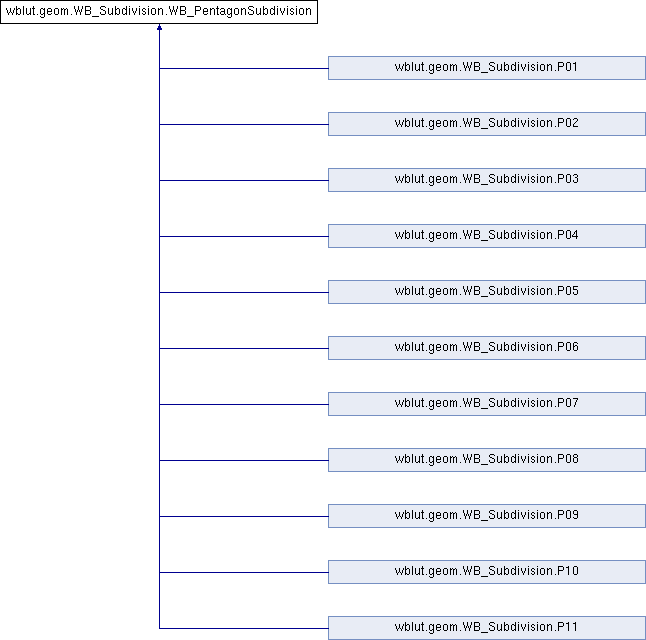 wblut.geom.WB_Subdivision.WB_PentagonSubdivision
wblut.geom.WB_Subdivision.P01
wblut.geom.WB_Subdivision.P02
wblut.geom.WB_Subdivision.P03
wblut.geom.WB_Subdivision.P04
wblut.geom.WB_Subdivision.P05
wblut.geom.WB_Subdivision.P06
wblut.geom.WB_Subdivision.P07
wblut.geom.WB_Subdivision.P08
wblut.geom.WB_Subdivision.P09
wblut.geom.WB_Subdivision.P10
wblut.geom.WB_Subdivision.P11